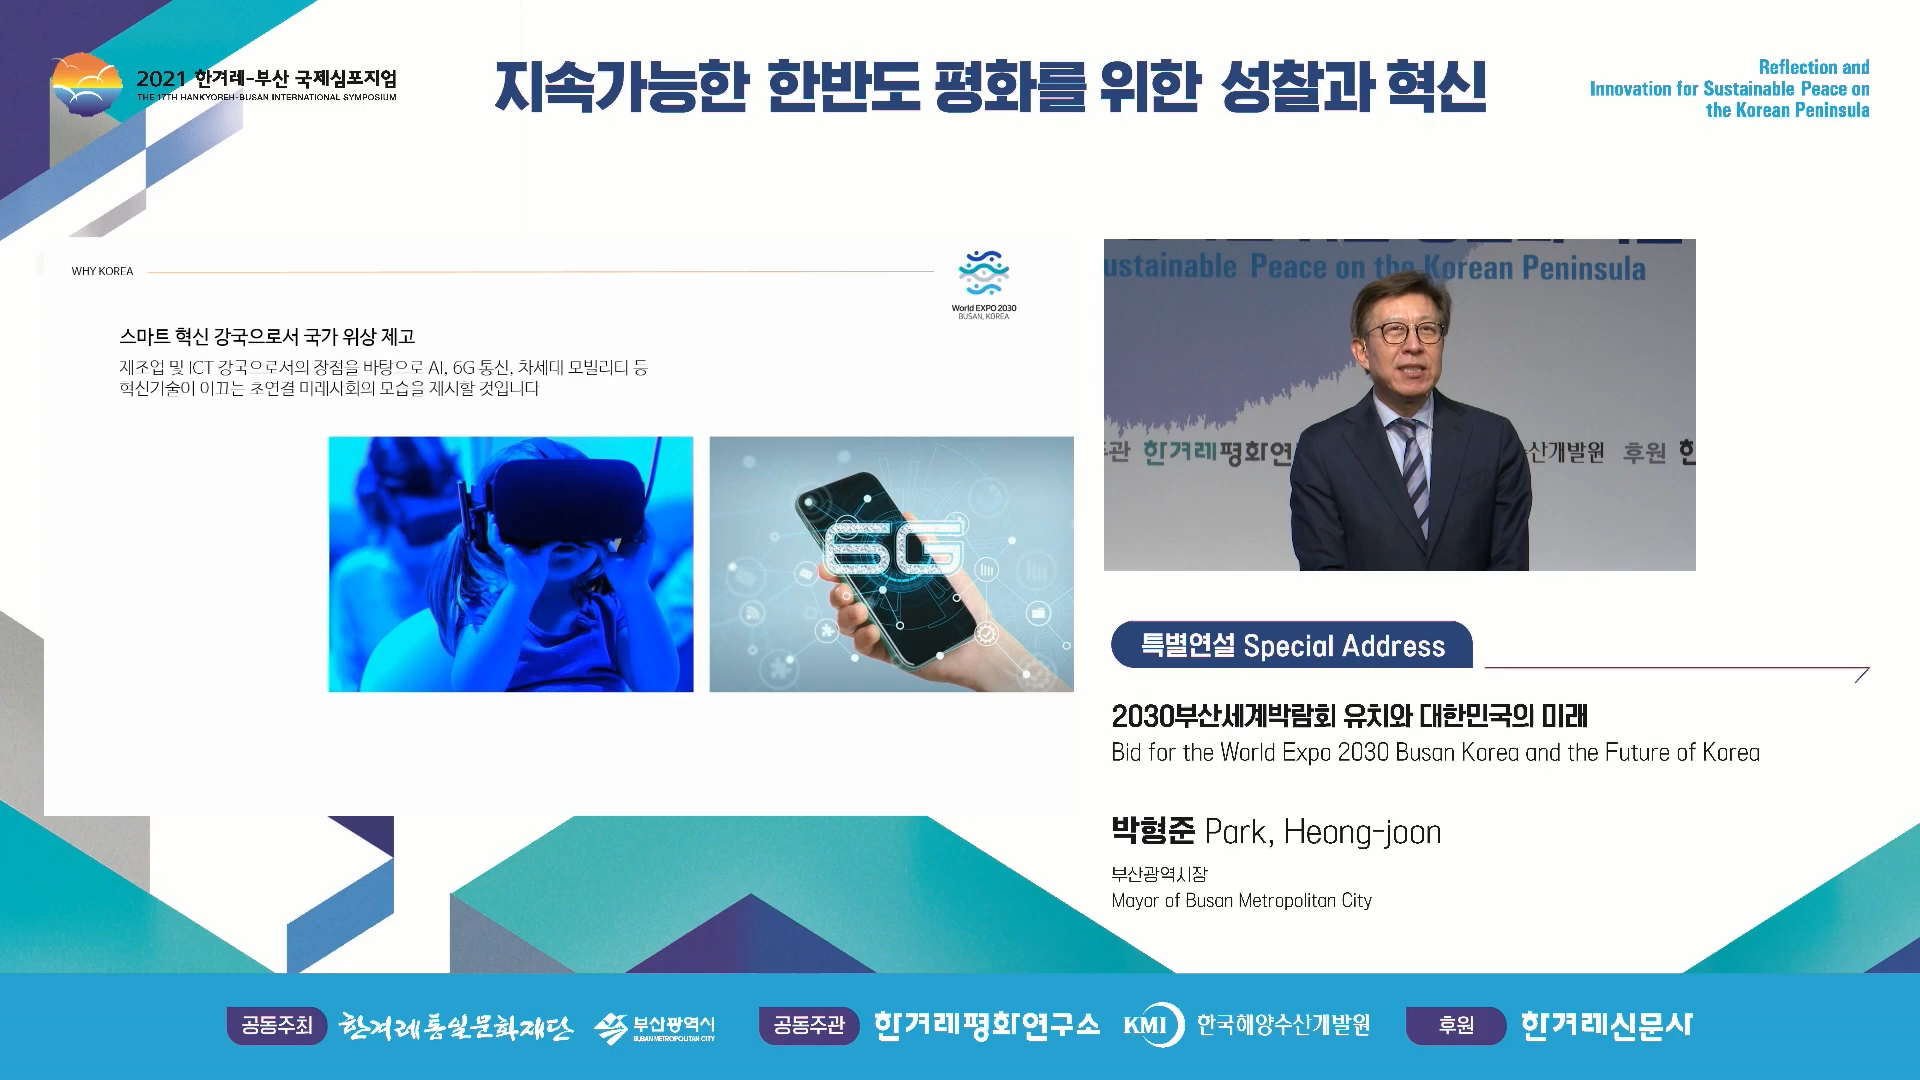 2021 한겨레-부산 국제심포지엄
THE 17TH HANKYOREH-BUSAN INTERNATIONAL SYMPOSIUM
지속가능한 한반도 평화를 위한 성찰과 혁신
Reflection and
Innovation for Sustainable Peace on
the Korean Peninsula
WHY KOREA
World EXPO 2030
BUSAN, KOREA
스마트 혁신 강국으로서 국가 위상 제고
제조업 및 ICT 강국으로서의 장점을 바탕으로 AI, 6G 통신, 차세대 모빌리티 등
혁신기술이 이끄는 초연결 미래사회의 모습을 제시할 것입니다
6G
ustainable Peace on the Korean Peninsula
관 한겨레평화연
산개발원 후원 한
특별연설 Special Address
2030부산세계박람회 유치와 대한민국의 미래
Bid for the World Expo 2030 Busan Korea and the Future of Korea
박형준 Park, Heong-joon
부산광역시장
Mayor of Busan Metropolitan City
공동주최 한겨레통일문화재단 부산광역시
BUSAN METROPOLITAN CITY
공동주관 한겨레평화연구소 KMI 한국해양수산개발원
후원 한겨레신문사